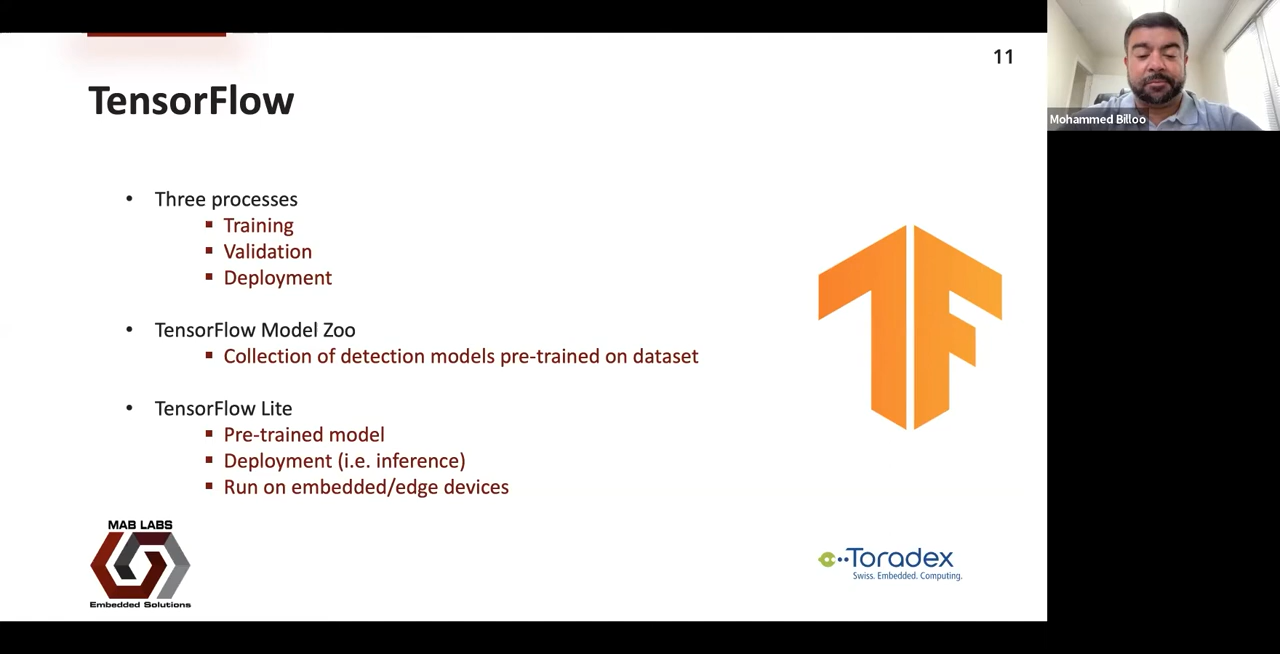 11
TensorFlow
• Three processes
▪ Training
▪ Validation
▪ Deployment
• TensorFlow Model Zoo
▪ Collection of detection models pre-trained on dataset
• TensorFlow Lite
▪ Pre-trained model
▪ Deployment (i.e. inference)
▪ Run on embedded/edge devices
MAB LABS
Embedded Solutions
Toradex
Swiss. Embedded. Computing.
Mohammed Billoo